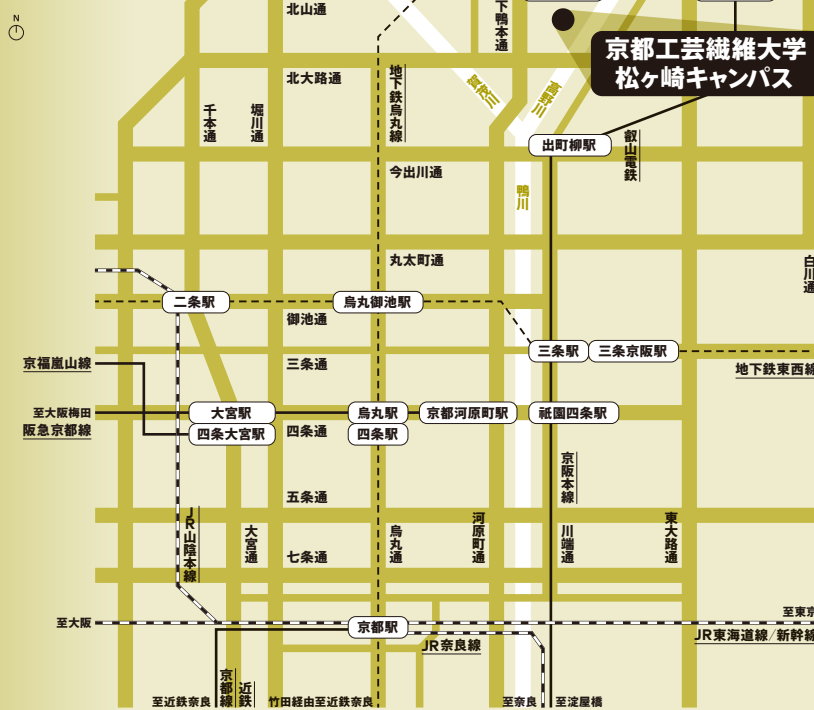 N
北山通
下鴨本通
京都工芸繊維大学
松ヶ崎キャンパス
北大路通
地下鉄烏丸線
賀茂川
高野川
千本通
堀川通
出町柳駅
叡山電鉄
今出川通
鴨川
丸太町通
白川通
二条駅
烏丸御池駅
御池通
三条駅
三条京阪駅
京福嵐山線
三条通
地下鉄東西線
至大阪梅田
大宮駅
烏丸駅
京都河原町駅
祇園四条駅
阪急京都線
四条大宮駅
四条通
四条駅
京阪本線
五条通
JR山陰本線
大宮通
七条通
烏丸通
河原町通
川端通
東大路通
至大阪
京都駅
至東京
JR奈良線
JR東海道線/新幹線
近鉄
京都線
至近鉄奈良
竹田経由至近鉄奈良
至奈良
至淀屋橋